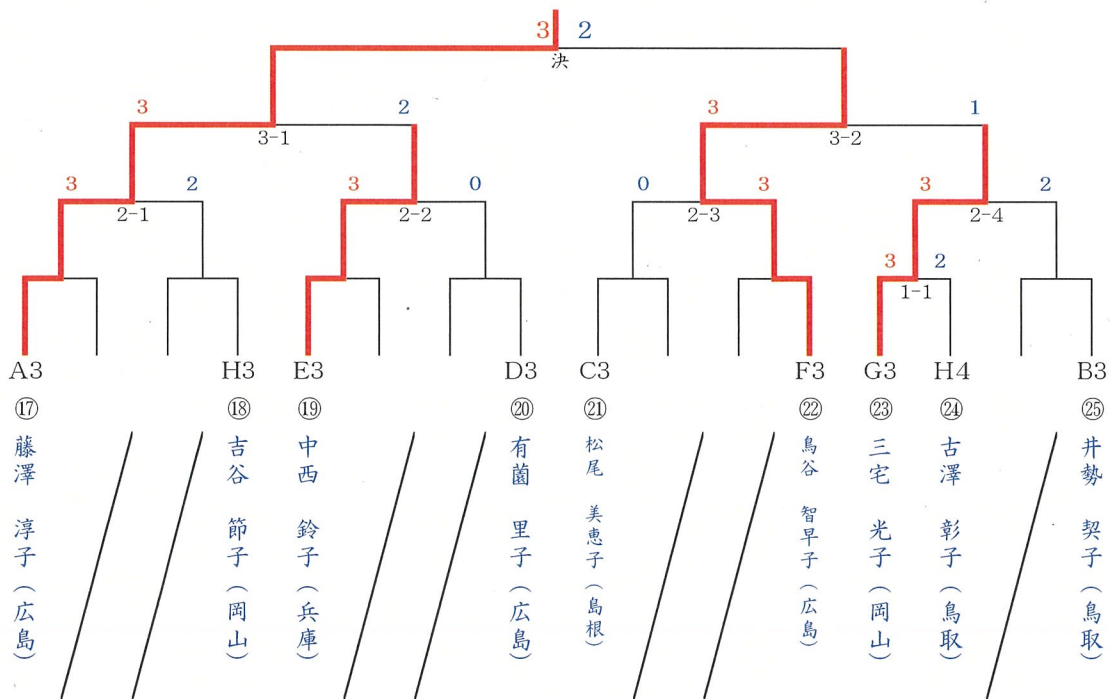 3 2
決
3 2 3 1
3-1 3-2
3 2 3 0 0 3 3 2
2-1 2-2 2-3 2-4
3 2
1-1
A3 H3 E3 D3 C3 F3 G3 H4 B3
⑰ ⑱ ⑲ ⑳ ㉑ ㉒ ㉓ ㉔ ㉕
藤澤 淳子(広島)
吉谷 節子(岡山)
中西 鈴子(兵庫)
有薗 里子(広島)
松尾 美恵子(島根)
鳥谷 智早子(広島)
三宅 光子(岡山)
古澤 彰子(鳥取)
井勢 契子(鳥取)